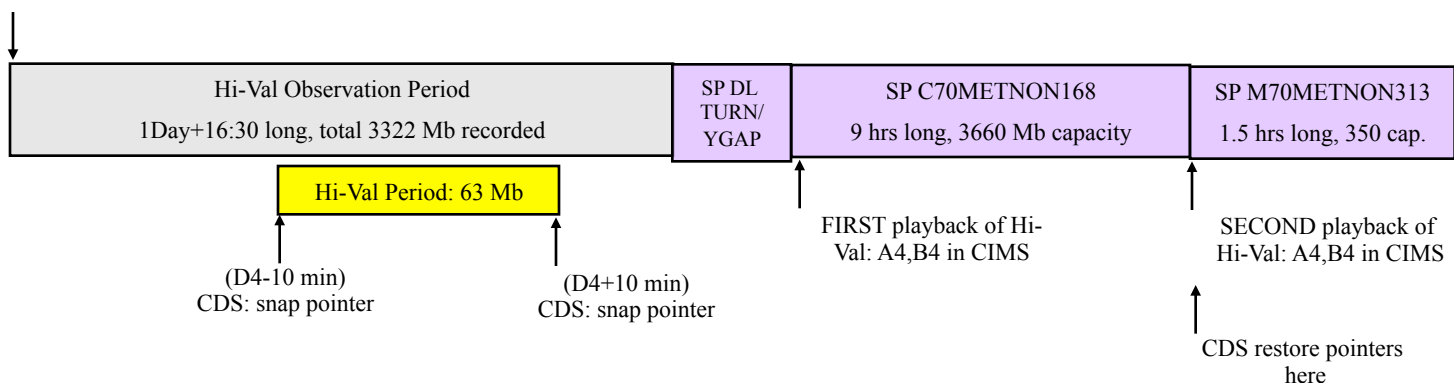 Hi-Val Observation Period
1Day+16:30 long, total 3322 Mb recorded
SP DL
TURN/
YGAP
SP C70METNON168
9 hrs long, 3660 Mb capacity
SP M70METNON313
1.5 hrs long, 350 cap.
Hi-Val Period: 63 Mb
(D4-10 min)
CDS: snap pointer
(D4+10 min)
CDS: snap pointer
FIRST playback of Hi-
Val: A4,B4 in CIMS
SECOND playback of
Hi-Val: A4,B4 in CIMS
CDS restore pointers
here